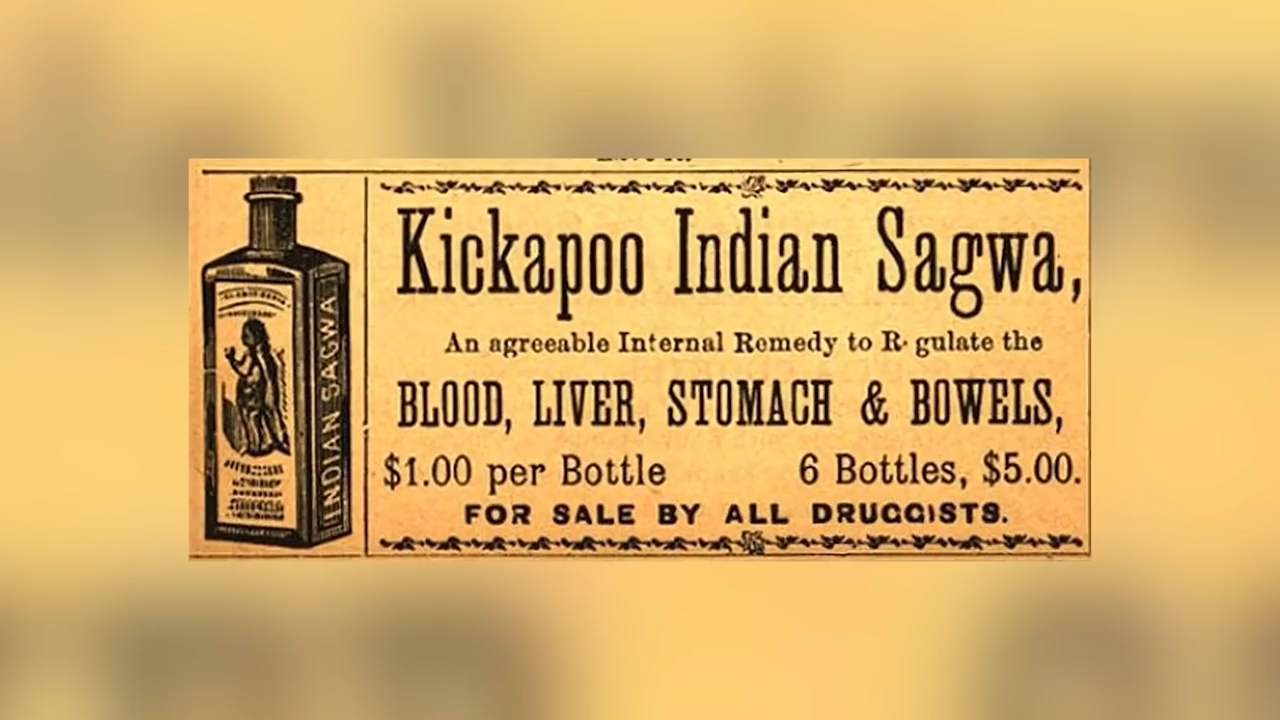 Kickapoo Indian Sagwa,
An agreeable Internal Remedy to R gulate the
BLOOD, LIVER, STOMACH & BOWELS,
$1.00 per Bottle 6 Bottles, $5.00.
FOR SALE BY ALL DRUGGISTS.
INDIAN SAGWA